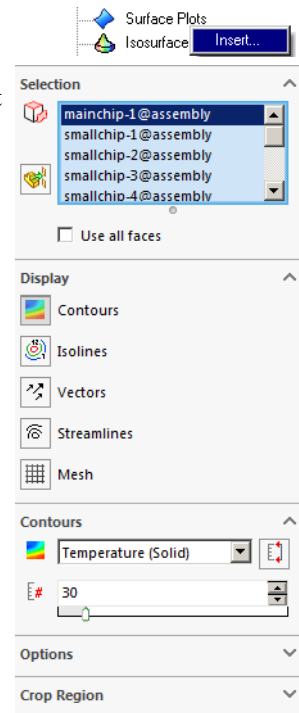 Surface Plots
Isosurface Insert...
t
Selection
mainchip-1@assembly
smallchip-1@assembly
smallchip-2@assembly
smallchip-3@assembly
smallchip-4@assembly
Use all faces
Display
Contours
Isolines
Vectors
Streamlines
Mesh
Contours
Temperature (Solid)
# 30
Options
Crop Region